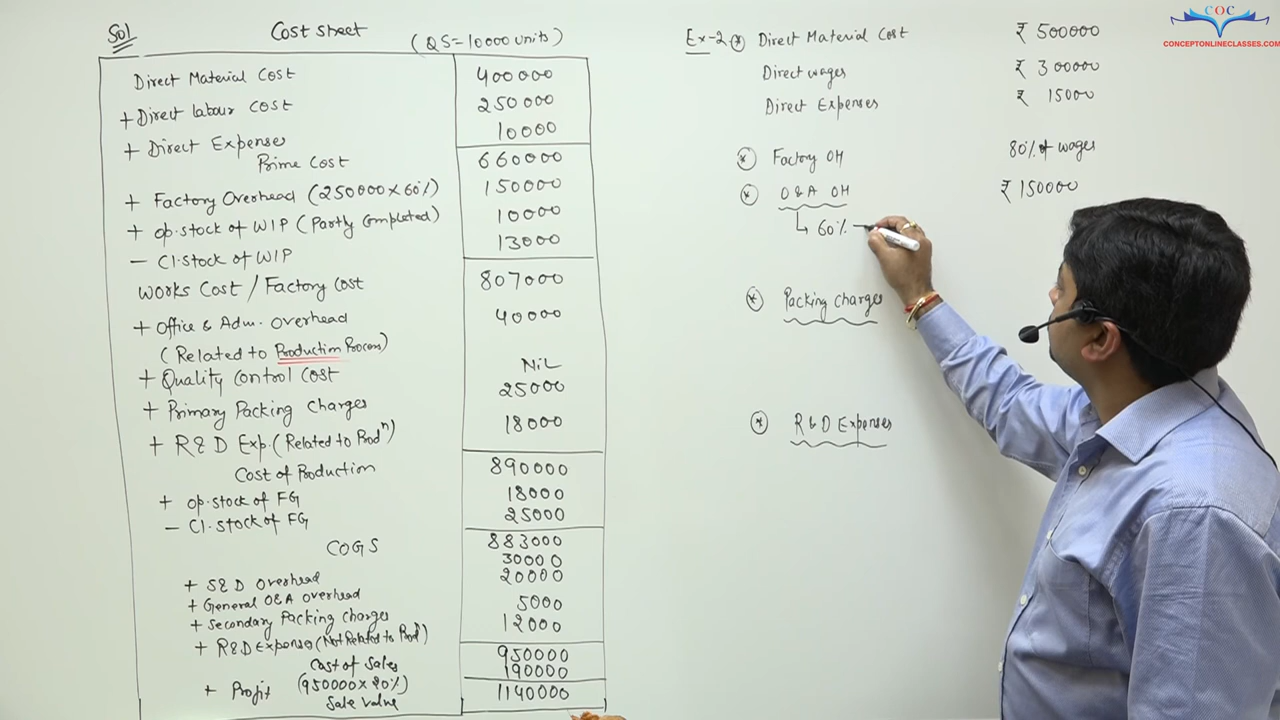 COC
CONCEPTONLINECLASSES.COM
Sol
Cost sheet
(QS=10000 units)
Direct Material Cost 400000
+ Direct labour cost 250000
+ Direct Expenses 10000
Prime Cost 660000
+ Factory Overhead (250000×60%) 150000
+ op.stock of WIP (Partly Completed) 10000
- Cl.stock of WIP 13000
Works Cost / Factory Cost 807000
+ Office & Adm. Overhead 40000
(Related to Production Process)
+ Quality Control Cost NiL
+ Primary Packing Charges 25000
+ R&D Exp. (Related to Prodⁿ) 18000
Cost of Production 890000
+ op.stock of FG 18000
- Cl.stock of FG 25000
COGS 883000
+ S&D Overhead 30000
+ General O&A overhead 20000
+ Secondary Packing charges 5000
+ R&D Expenses (Not Related to Prodⁿ) 12000
Cost of Sales 950000
+ Profit (950000×20%) 190000
Sale Value 1140000
Ex-2 * Direct Material Cost ₹ 500000
Direct wages ₹ 300000
Direct Expenses ₹ 15000
* Factory OH 80% of wages
* O&A OH ₹ 150000
↳ 60% -
* Packing charges
* R&D Expenses